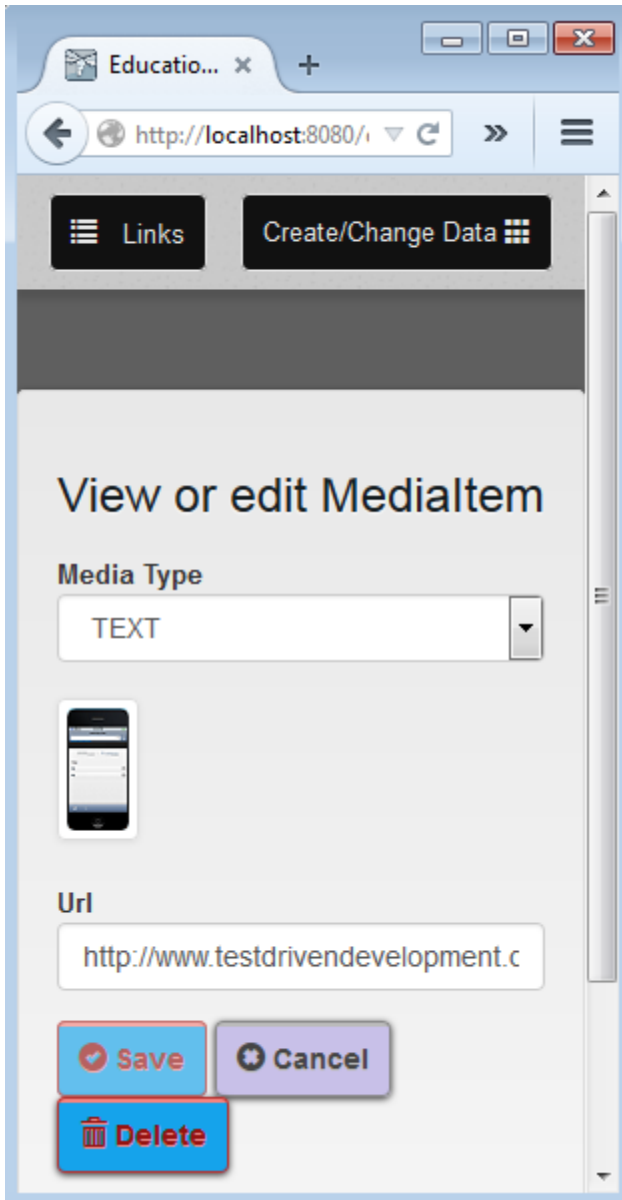 Educatio...
http://localhost:8080/
Links
Create/Change Data
View or edit MediaItem
Media Type
TEXT
Url
http://www.testdrivendevelopment.c
Save
Cancel
Delete